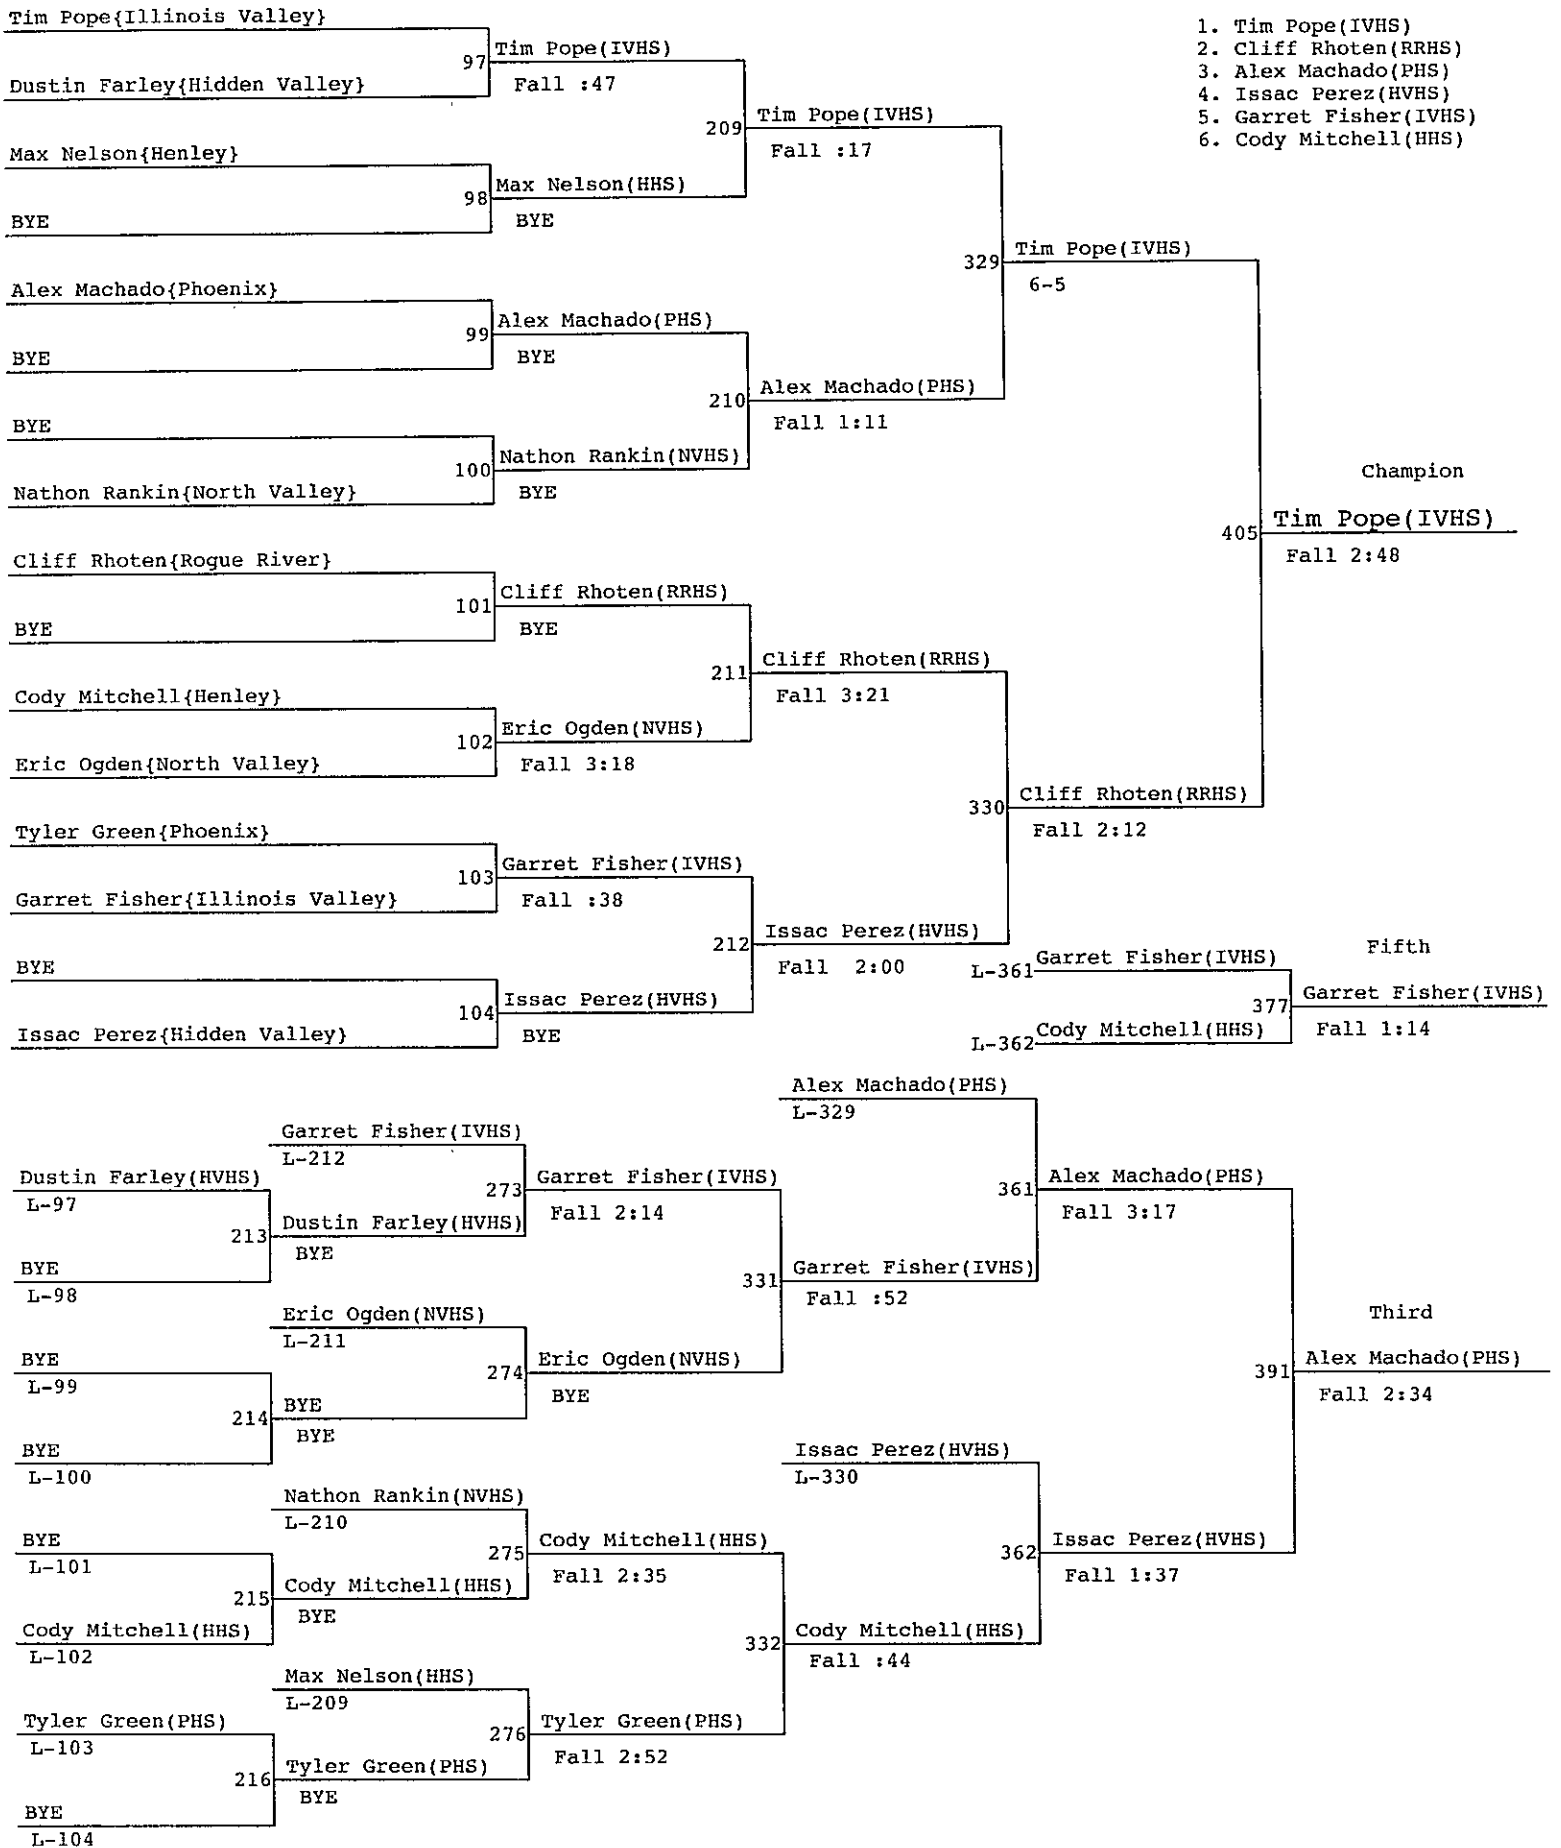 Tim Pope{Illinois Valley}
97
Tim Pope(IVHS)
Fall :47
Dustin Farley{Hidden Valley}
209
Tim Pope(IVHS)
Fall :17
Max Nelson{Henley}
98
Max Nelson(HHS)
BYE
BYE
329
Tim Pope(IVHS)
6-5
Alex Machado{Phoenix}
99
Alex Machado(PHS)
BYE
BYE
210
Alex Machado(PHS)
Fall 1:11
BYE
100
Nathon Rankin(NVHS)
BYE
Nathon Rankin{North Valley}
1. Tim Pope(IVHS)
2. Cliff Rhoten(RRHS)
3. Alex Machado(PHS)
4. Issac Perez(HVHS)
5. Garret Fisher(IVHS)
6. Cody Mitchell(HHS)
Champion
405
Tim Pope(IVHS)
Fall 2:48
Cliff Rhoten{Rogue River}
101
Cliff Rhoten(RRHS)
BYE
BYE
211
Cliff Rhoten(RRHS)
Fall 3:21
Cody Mitchell{Henley}
102
Eric Ogden(NVHS)
Fall 3:18
Eric Ogden{North Valley}
330
Cliff Rhoten(RRHS)
Fall 2:12
Tyler Green{Phoenix}
103
Garret Fisher(IVHS)
Fall :38
Garret Fisher{Illinois Valley}
212
Issac Perez(HVHS)
Fall 2:00
BYE
104
Issac Perez(HVHS)
BYE
Issac Perez{Hidden Valley}
Fifth
L-361
Garret Fisher(IVHS)
377
Garret Fisher(IVHS)
Fall 1:14
L-362
Cody Mitchell(HHS)
Alex Machado(PHS)
L-329
Garret Fisher(IVHS)
L-212
Dustin Farley(HVHS)
L-97
273
Garret Fisher(IVHS)
Fall 2:14
361
Alex Machado(PHS)
Fall 3:17
213
Dustin Farley(HVHS)
BYE
BYE
L-98
331
Garret Fisher(IVHS)
Fall :52
Eric Ogden(NVHS)
L-211
Third
BYE
L-99
274
Eric Ogden(NVHS)
BYE
391
Alex Machado(PHS)
Fall 2:34
214
BYE
BYE
BYE
L-100
Issac Perez(HVHS)
L-330
Nathon Rankin(NVHS)
L-210
BYE
L-101
275
Cody Mitchell(HHS)
Fall 2:35
362
Issac Perez(HVHS)
Fall 1:37
215
Cody Mitchell(HHS)
BYE
Cody Mitchell(HHS)
L-102
332
Cody Mitchell(HHS)
Fall :44
Max Nelson(HHS)
L-209
Tyler Green(PHS)
L-103
276
Tyler Green(PHS)
Fall 2:52
216
Tyler Green(PHS)
BYE
BYE
L-104